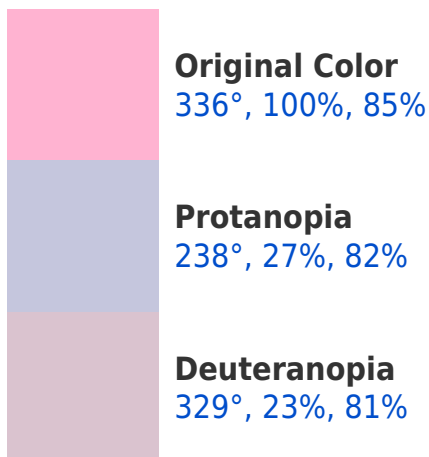 Original Color
336°, 100%, 85%
Protanopia
238°, 27%, 82%
Deuteranopia
329°, 23%, 81%